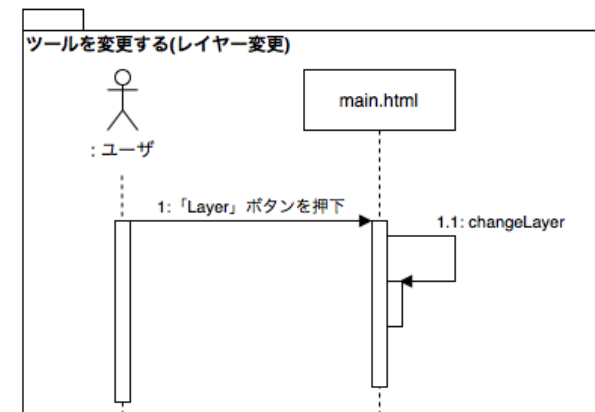 ツールを変更する(レイヤー変更)
main.html
: ユーザ
1:「Layer」ボタンを押下
1.1: changeLayer